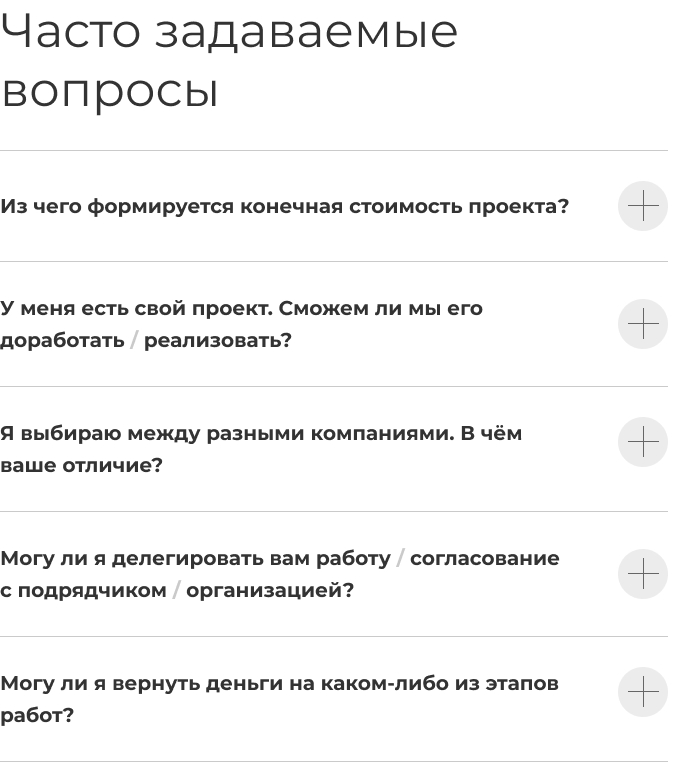 Часто задаваемые
вопросы
Из чего формируется конечная стоимость проекта?
У меня есть свой проект. Сможем ли мы его
доработать / реализовать?
Я выбираю между разными компаниями. В чём
ваше отличие?
Могу ли я делегировать вам работу / согласование
с подрядчиком / организацией?
Могу ли я вернуть деньги на каком-либо из этапов
работ?